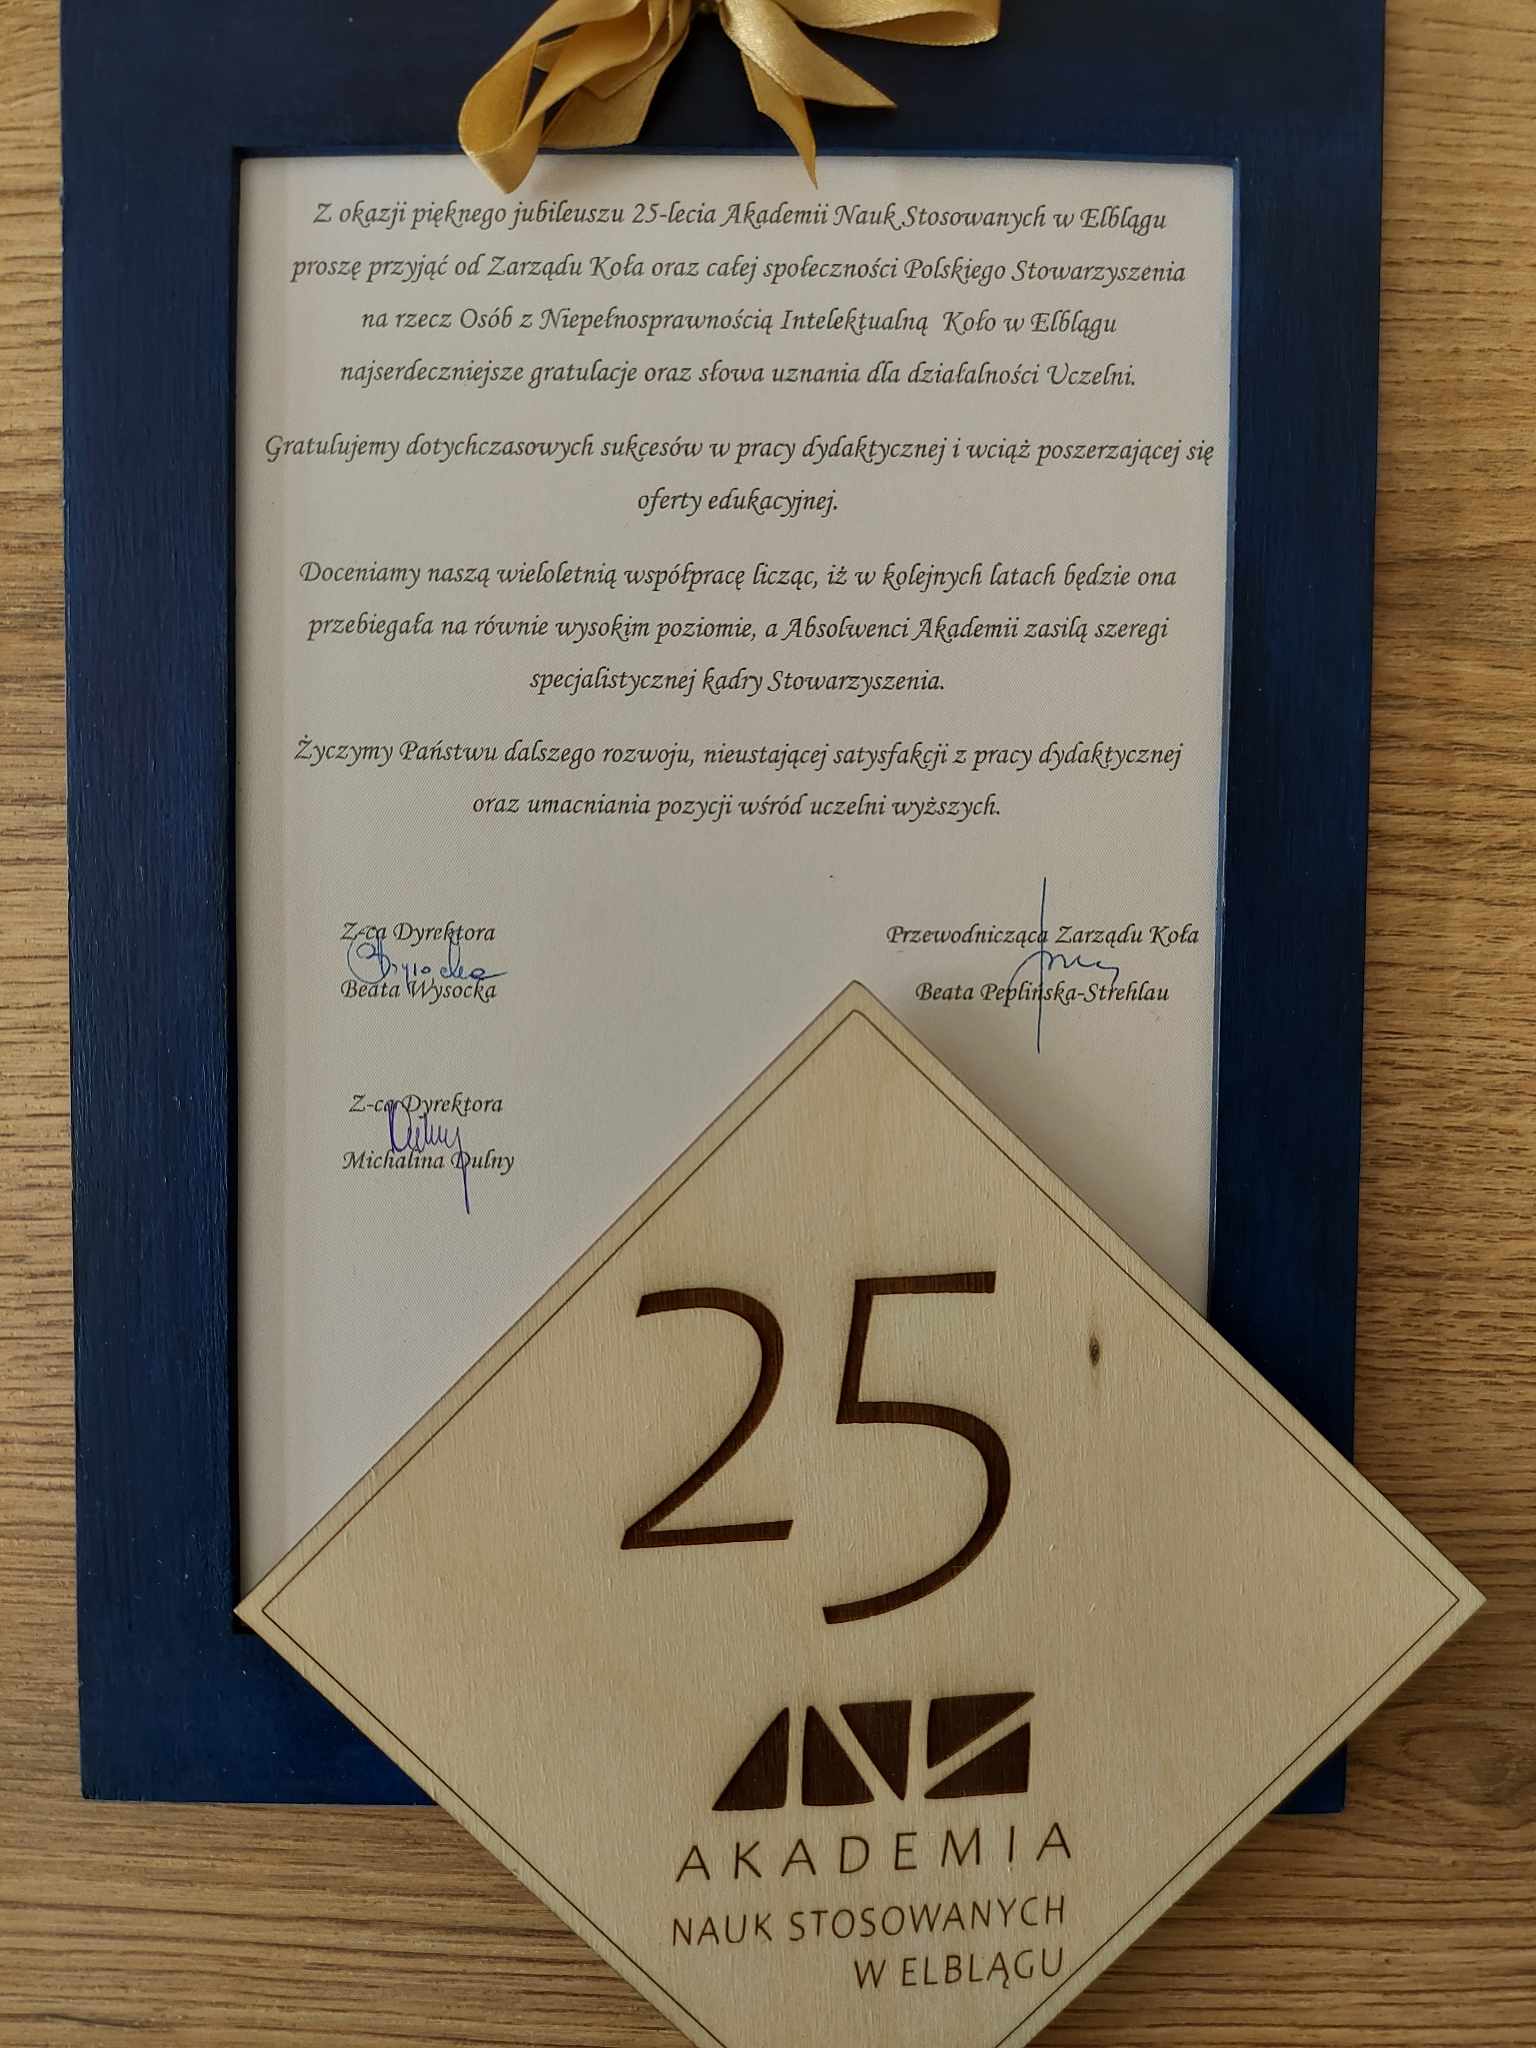 Z okazji pięknego jubileuszu 25-lecia Akademii Nauk Stosowanych w Elblągu
proszę przyjąć od Zarządu Koła oraz całej społeczności Polskiego Stowarzyszenia
na rzecz Osób z Niepełnosprawnością Intelektualną Koło w Elblągu
najserdeczniejsze gratulacje oraz słowa uznania dla działalności Uczelni.
Gratulujemy dotychczasowych sukcesów w pracy dydaktycznej i wciąż poszerzającej się
oferty edukacyjnej.
Doceniamy naszą wieloletnią współpracę licząc, iż w kolejnych latach będzie ona
przebiegała na równie wysokim poziomie, a Absolwenci Akademii zasilą szeregi
specjalistycznej kadry Stowarzyszenia.
Życzymy Państwu dalszego rozwoju, nieustającej satysfakcji z pracy dydaktycznej
oraz umacniania pozycji wśród uczelni wyższych.
Z-ca Dyrektora
Beata Wysocka
Przewodnicząca Zarządu Koła
Beata Peplińska-Strehlau
Z-ca Dyrektora
Michalina Dulny
25
ANS
AKADEMIA
NAUK STOSOWANYCH
W ELBLĄGU